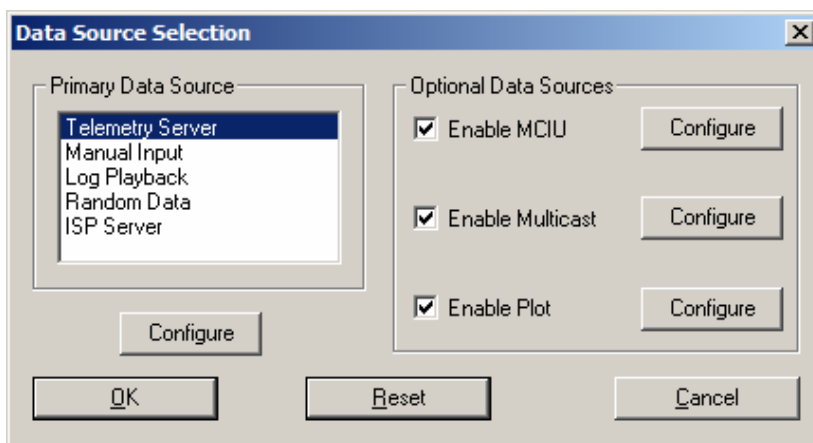 Data Source Selection
Primary Data Source
Telemetry Server
Manual Input
Log Playback
Random Data
ISP Server
Configure
Optional Data Sources
Enable MCIU
Configure
Enable Multicast
Configure
Enable Plot
Configure
OK
Reset
Cancel